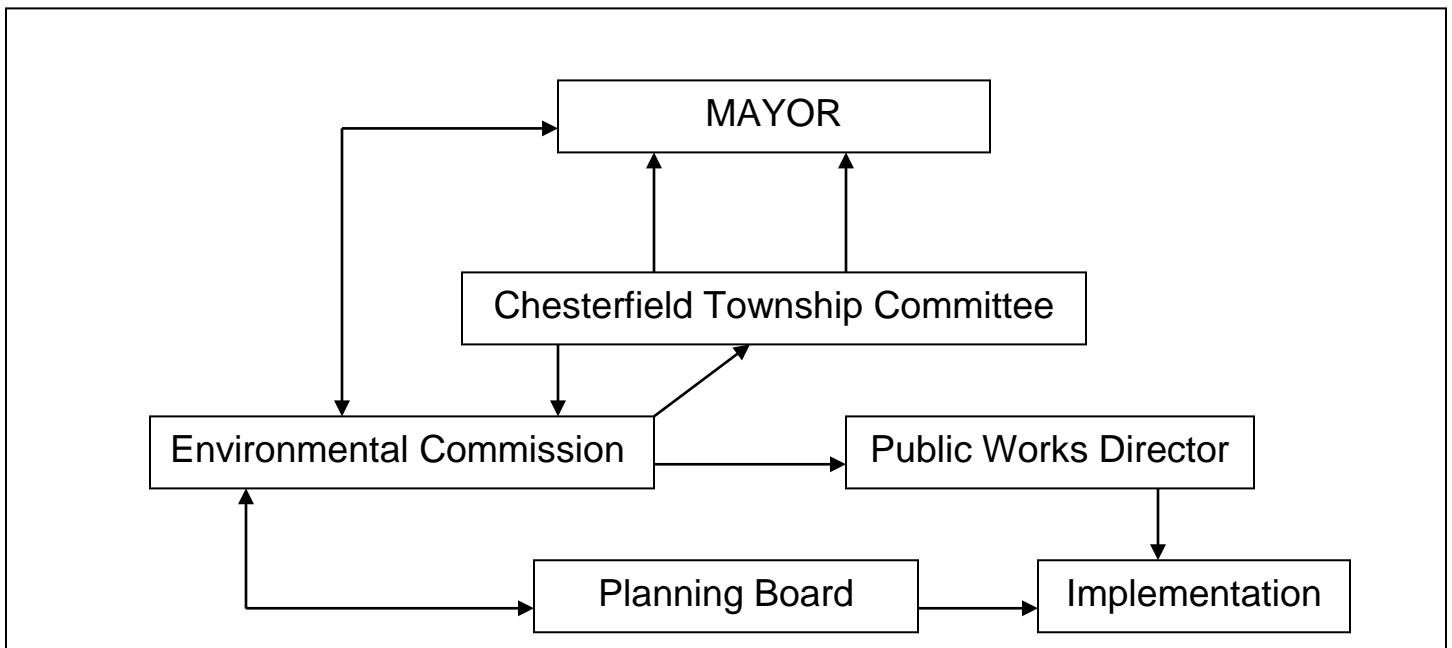 MAYOR
Chesterfield Township Committee
Environmental Commission
Public Works Director
Planning Board
Implementation